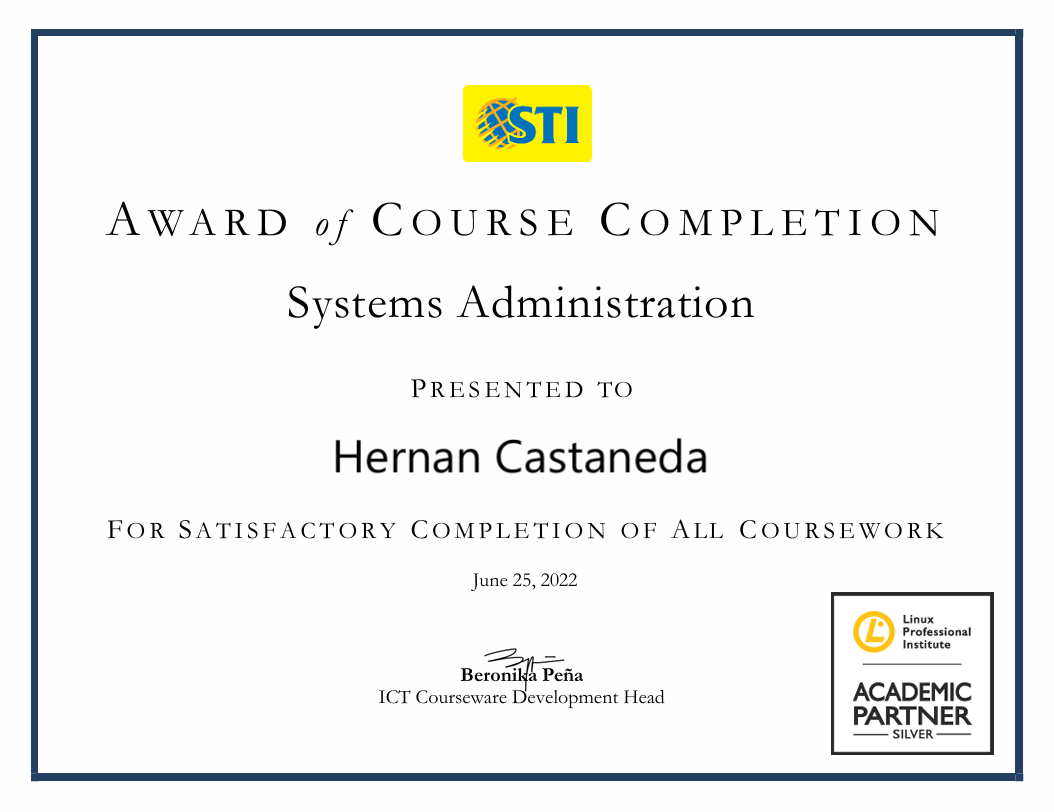 STI
AWARD of COURSE COMPLETION
Systems Administration
PRESENTED TO
Hernan Castaneda
FOR SATISFACTORY COMPLETION OF ALL COURSEWORK
June 25, 2022
Beronika Peña
ICT Courseware Development Head
Linux
Professional
Institute
ACADEMIC
PARTNER
SILVER